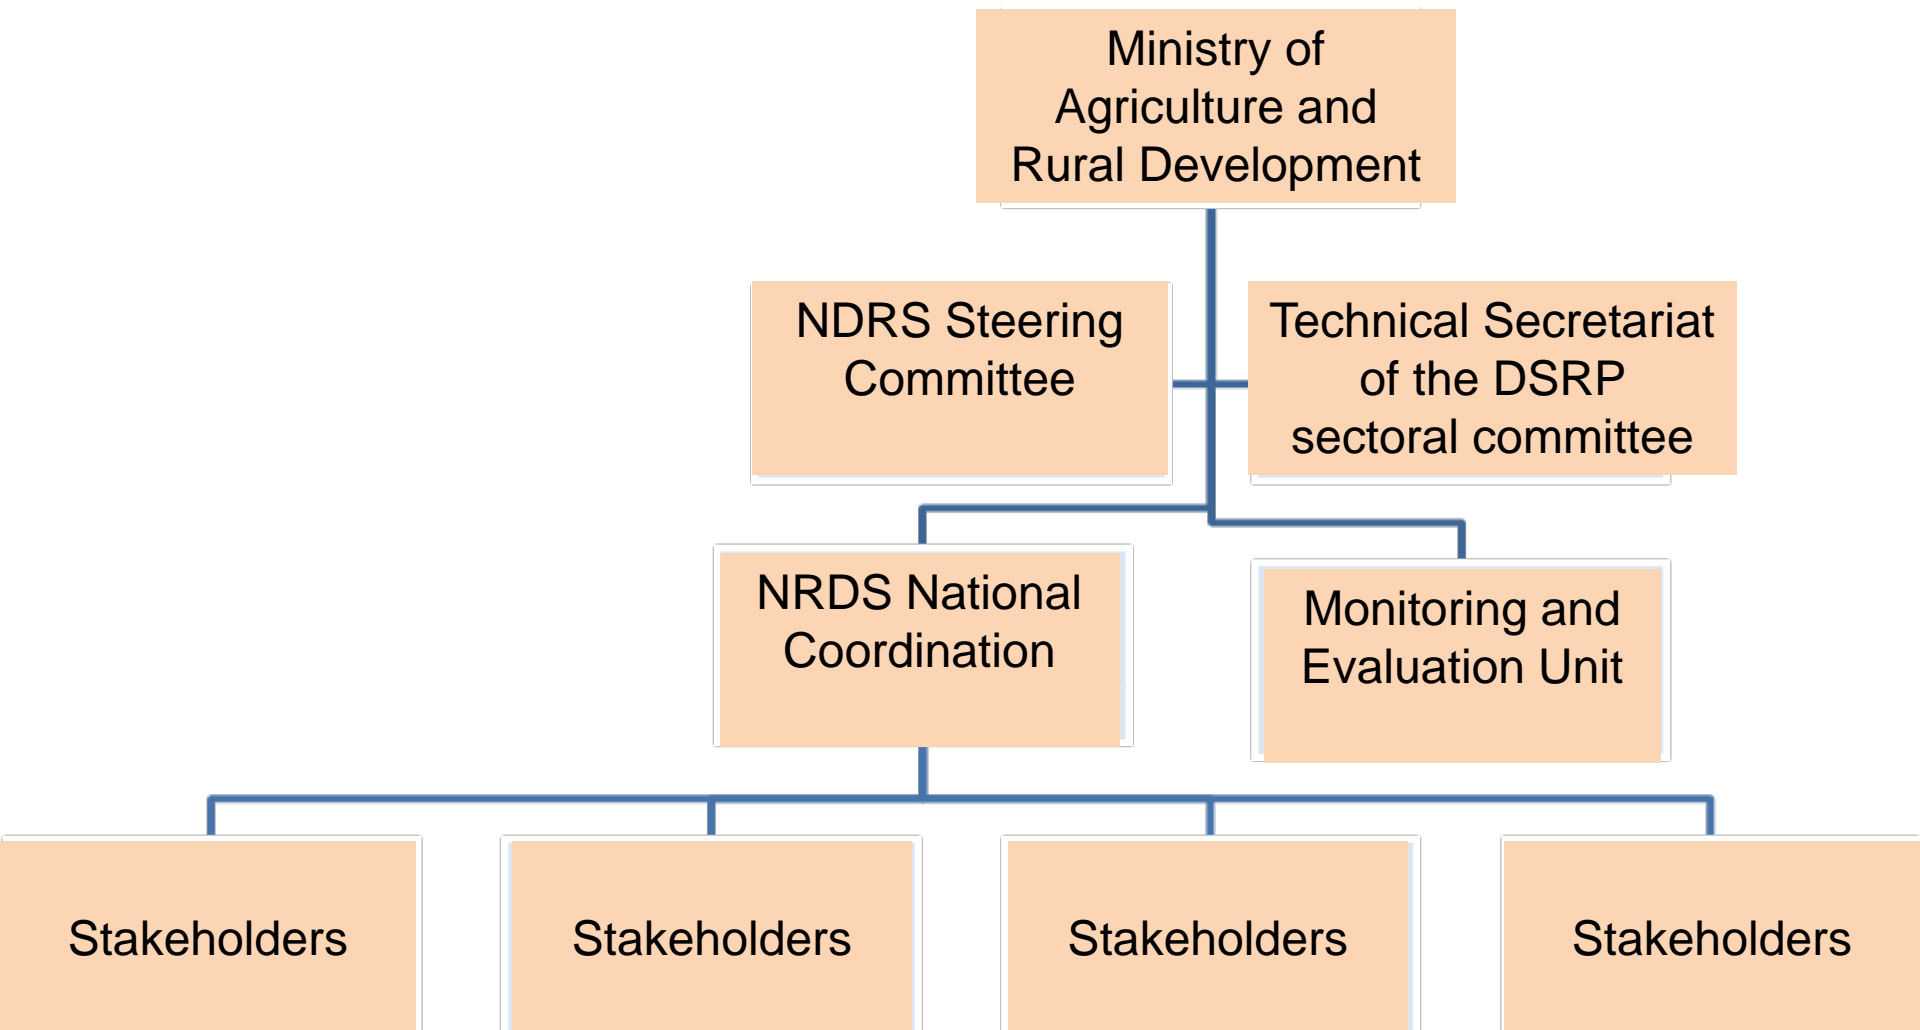 Ministry of
Agriculture and
Rural Development
NDRS Steering
Committee
Technical Secretariat
of the DSRP
sectoral committee
NRDS National
Coordination
Monitoring and
Evaluation Unit
Stakeholders
Stakeholders
Stakeholders
Stakeholders